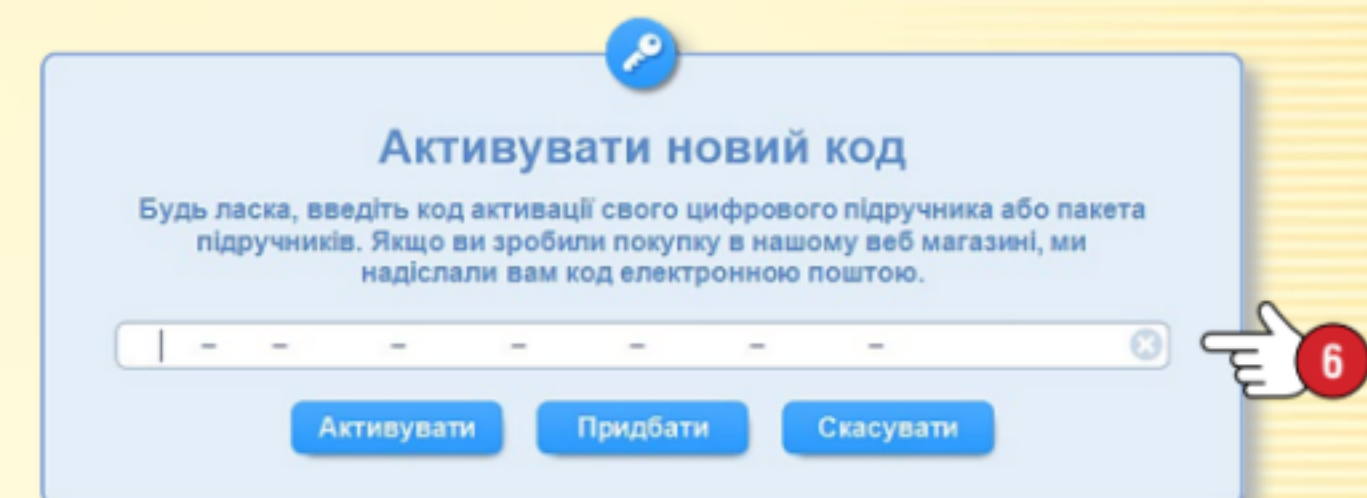 Активувати новий код
Будь ласка, введіть код активації свого цифрового підручника або пакета
підручників. Якщо ви зробили покупку в нашому веб магазині, ми
надіслали вам код електронною поштою.
– – – – – – –
6
Активувати Придбати Скасувати